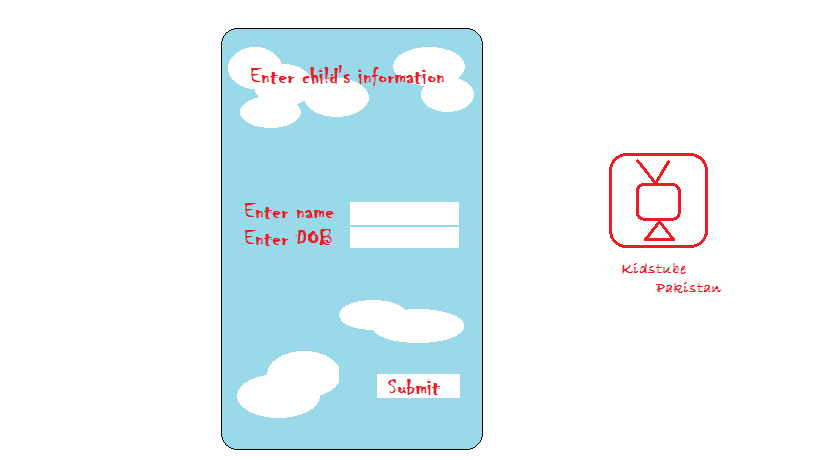 Enter child's information
Enter name
Enter DOB
Submit
Kidstube
Pakistan